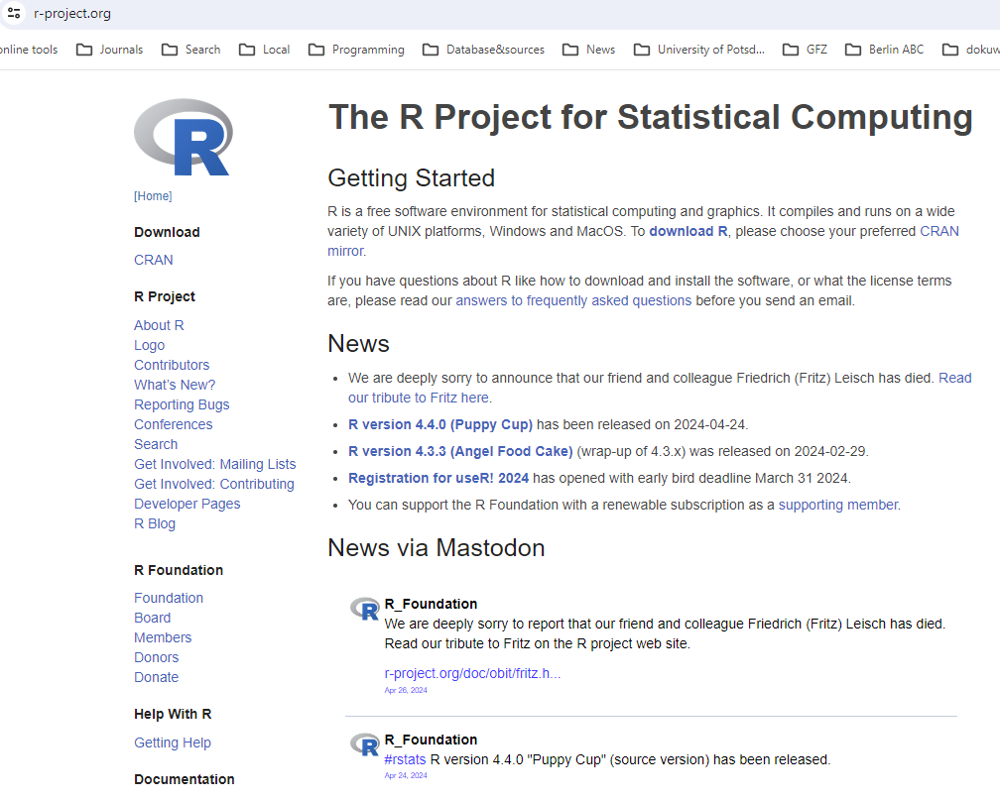 r-project.org
online tools Journals Search Local Programming Database&sources News University of Potsd... GFZ Berlin ABC dokuw
R
[Home]
Download
CRAN
R Project
About R
Logo
Contributors
What's New?
Reporting Bugs
Conferences
Search
Get Involved: Mailing Lists
Get Involved: Contributing
Developer Pages
R Blog
R Foundation
Foundation
Board
Members
Donors
Donate
Help With R
Getting Help
Documentation
The R Project for Statistical Computing
Getting Started
R is a free software environment for statistical computing and graphics. It compiles and runs on a wide
variety of UNIX platforms, Windows and MacOS. To download R, please choose your preferred CRAN
mirror.
If you have questions about R like how to download and install the software, or what the license terms
are, please read our answers to frequently asked questions before you send an email.
News
• We are deeply sorry to announce that our friend and colleague Friedrich (Fritz) Leisch has died. Read
our tribute to Fritz here.
• R version 4.4.0 (Puppy Cup) has been released on 2024-04-24.
• R version 4.3.3 (Angel Food Cake) (wrap-up of 4.3.x) was released on 2024-02-29.
• Registration for useR! 2024 has opened with early bird deadline March 31 2024.
• You can support the R Foundation with a renewable subscription as a supporting member.
News via Mastodon
R R_Foundation
We are deeply sorry to report that our friend and colleague Friedrich (Fritz) Leisch has died.
Read our tribute to Fritz on the R project web site.
r-project.org/doc/obit/fritz.h...
Apr 26, 2024
R R_Foundation
#rstats R version 4.4.0 "Puppy Cup" (source version) has been released.
Apr 24, 2024